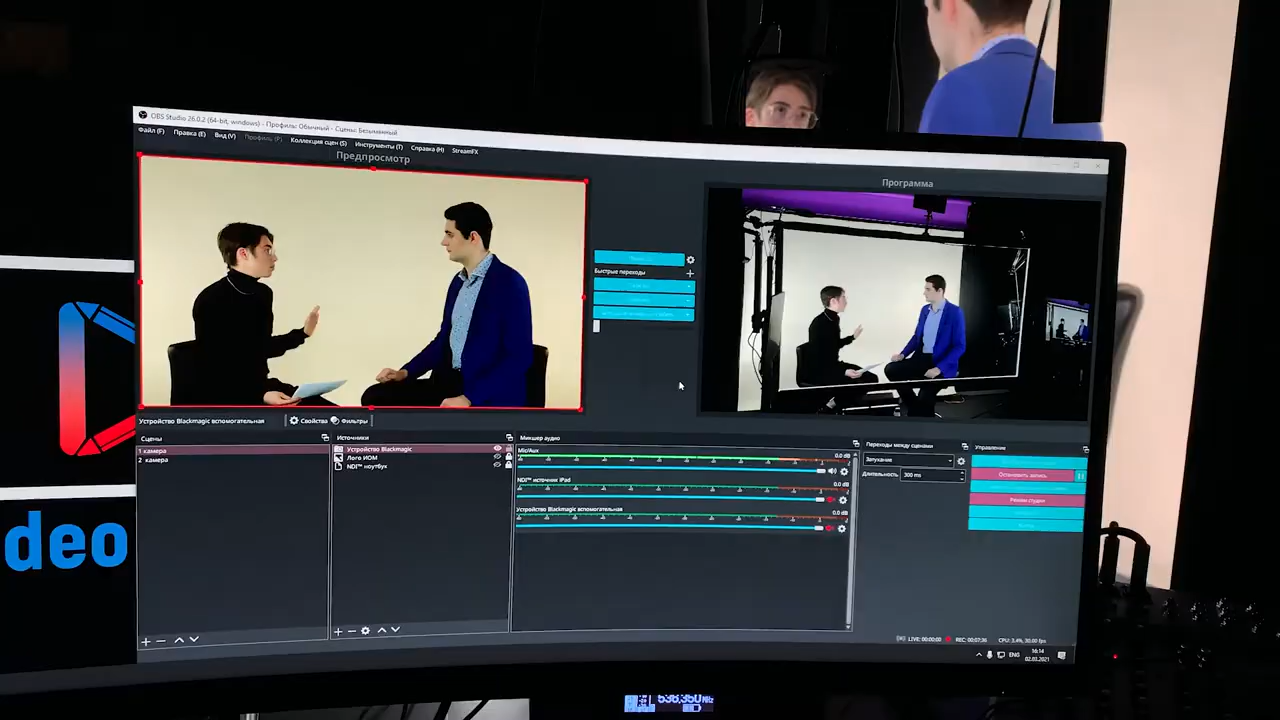 OBS Studio 26.0.2 (64-bit, windows) - Профиль: Обычный - Сцены: Безымянный
Файл (F) Правка (E) Вид (V) Профиль (P) Коллекция сцен (S) Инструменты (T) Справка (H) StreamFX
Предпросмотр
Программа
Быстрые переходы
deo
Устройство Blackmagic вспомогательная
Свойства
Фильтры
Сцены
1 камера
2 камера
Источники
Устройство Blackmagic
Лого ИОМ
NDI™ ноутбук
Микшер аудио
Mic/Aux
0.0 dB
NDI™ источник iPad
0.0 dB
Устройство Blackmagic вспомогательная
0.0 dB
Переходы между сценами
Затухание
Длительность 300 ms
Управление
Остановить запись
Режим студии
LIVE: 00:00:00
REC: 00:07:36
CPU: 3.4%, 30.00 fps
ENG
16:14
02.03.2021
536,350 MHz